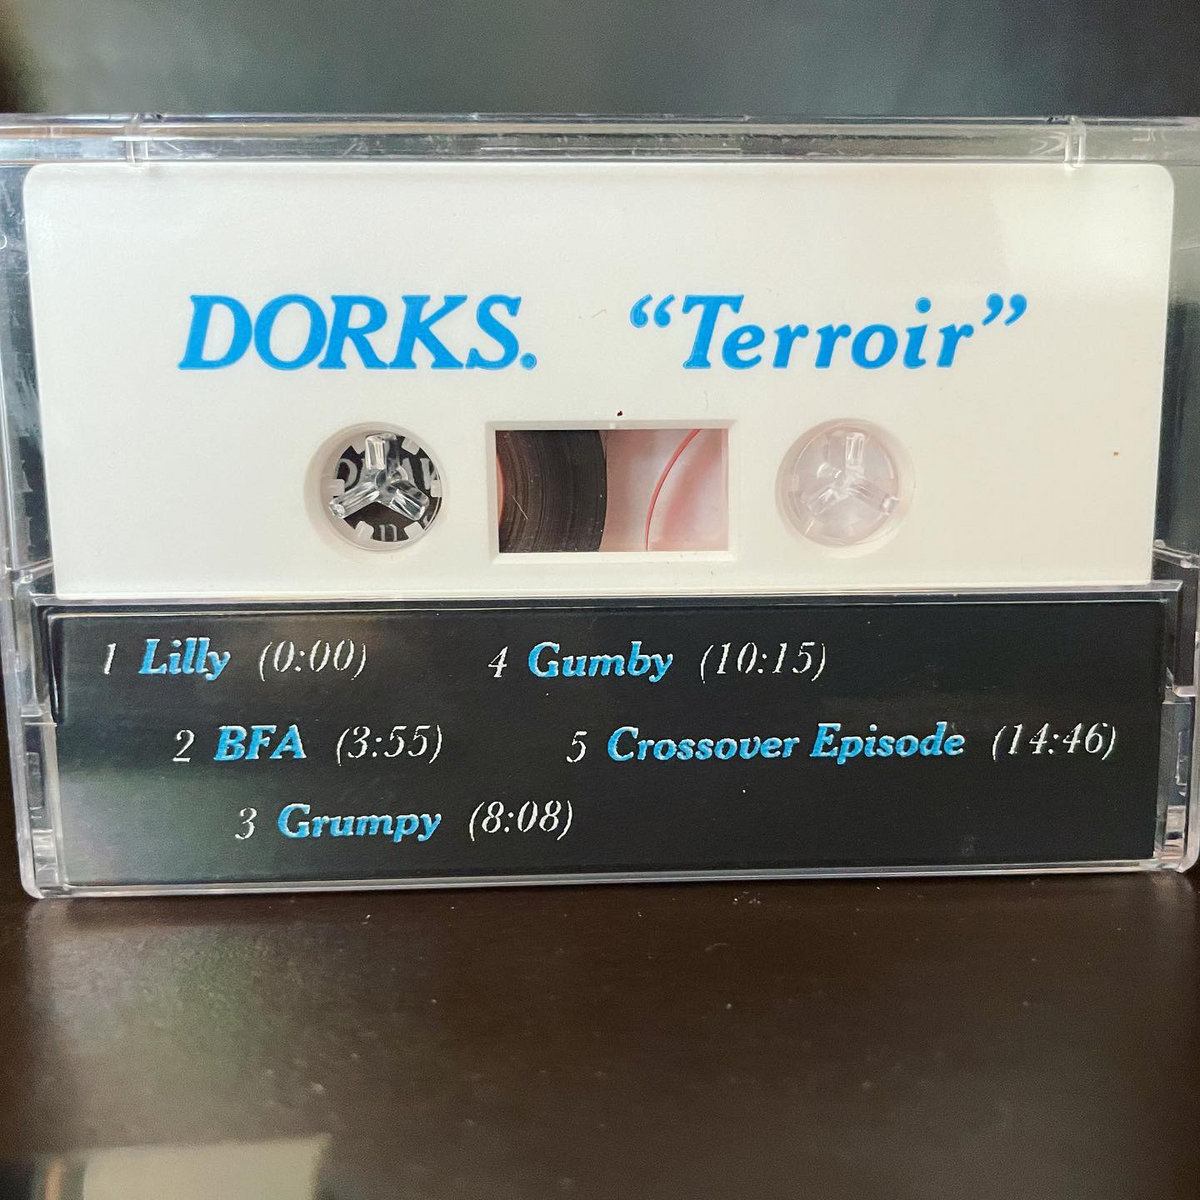 DORKS. “Terroir”
1 Lilly (0:00)
2 BFA (3:55)
3 Grumpy (8:08)
4 Gumby (10:15)
5 Crossover Episode (14:46)